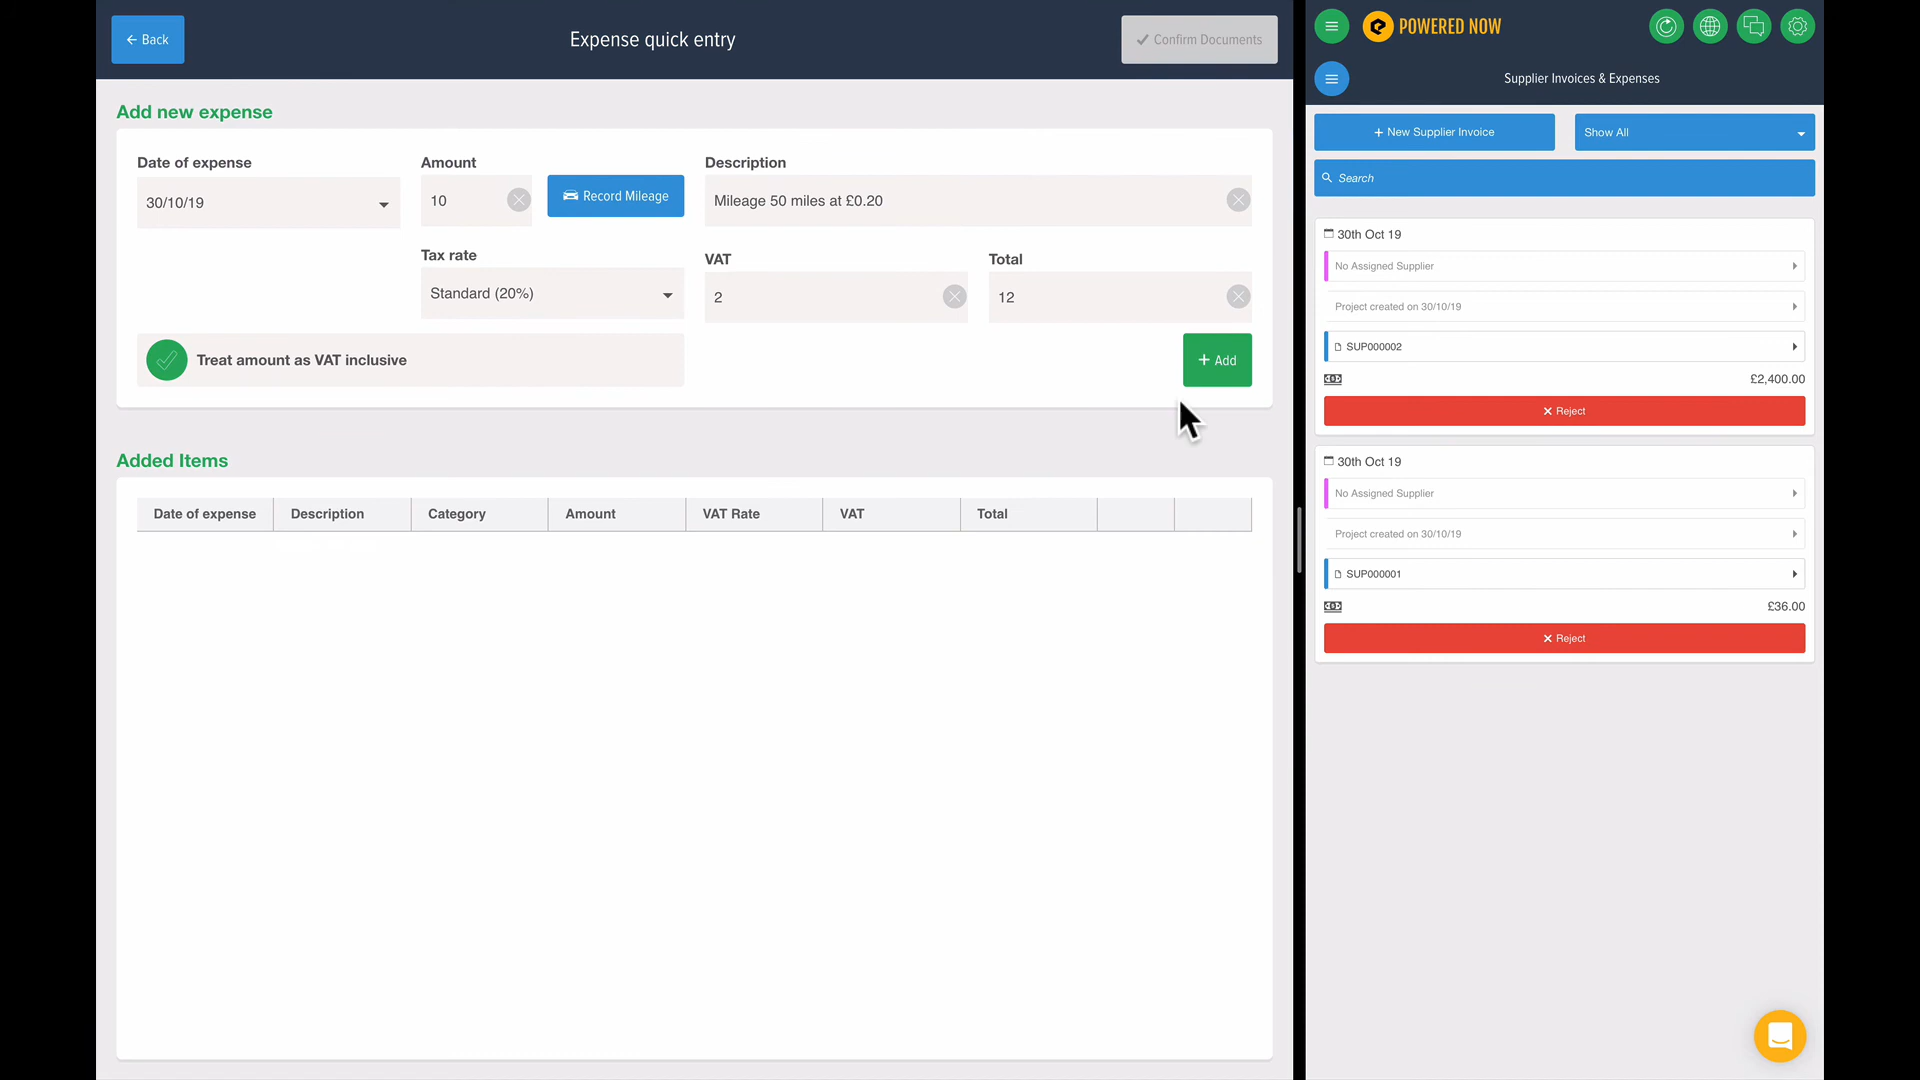 Back
Expense quick entry
Confirm Documents
Add new expense
Date of expense
Amount
Description
30/10/19
10
Record Mileage
Mileage 50 miles at £0.20
Tax rate
VAT
Total
Standard (20%)
2
12
Treat amount as VAT inclusive
+ Add
Added Items
Date of expense
Description
Category
Amount
VAT Rate
VAT
Total
POWERED NOW
Supplier Invoices & Expenses
+ New Supplier Invoice
Show All
Search
30th Oct 19
No Assigned Supplier
Project created on 30/10/19
SUP000002
£2,400.00
Reject
30th Oct 19
No Assigned Supplier
Project created on 30/10/19
SUP000001
£36.00
Reject